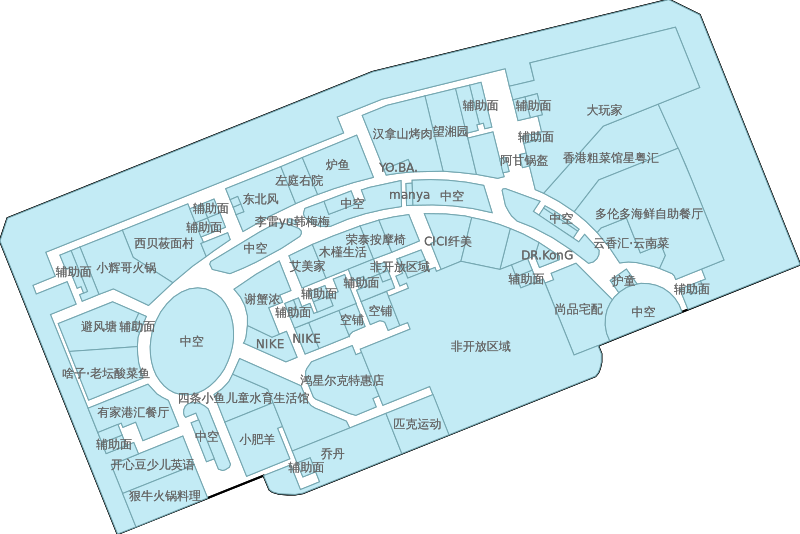 辅助面
辅助面
大玩家
汉拿山烤肉
望湘园
辅助面
炉鱼
YO.BA.
阿甘锅盔
香港粗菜馆星粤汇
左庭右院
东北风
manya
中空
中空
辅助面
李雷yu韩梅梅
中空
多伦多海鲜自助餐厅
辅助面
西贝莜面村
中空
荣泰按摩椅
CICI纤美
云香汇·云南菜
木槿生活
DR.KonG
辅助面
小辉哥火锅
艾美家
非开放区域
辅助面
护童
辅助面
谢蟹浓
辅助面
辅助面
辅助面
空铺
空铺
尚品宅配
中空
避风塘
辅助面
中空
NIKE
NIKE
非开放区域
啥子·老坛酸菜鱼
鸿星尔克特惠店
四条小鱼儿童水育生活馆
有家港汇餐厅
匹克运动
辅助面
中空
小肥羊
乔丹
开心豆少儿英语
辅助面
狠牛火锅料理